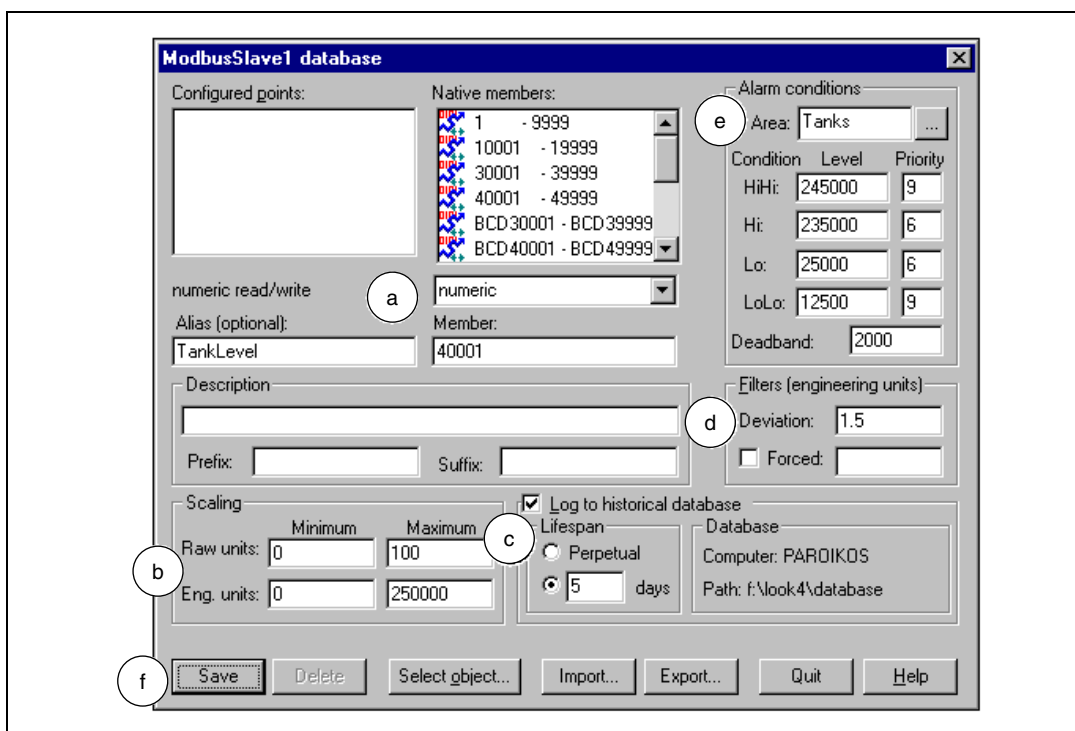 ModbusSlave1 database
Configured points:
Native members:
1 - 9999
10001 - 19999
30001 - 39999
40001 - 49999
BCD30001 - BCD39999
BCD40001 - BCD49999
numeric read/write
a
numeric
Alias (optional):
Member:
TankLevel
40001
Description
Prefix:
Suffix:
Alarm conditions
e
Area: Tanks ...
Condition Level Priority
HiHi: 245000 9
Hi: 235000 6
Lo: 25000 6
LoLo: 12500 9
Deadband: 2000
Filters (engineering units)
d
Deviation: 1.5
Forced:
Scaling
Minimum Maximum
b
Raw units: 0 100
Eng. units: 0 250000
Log to historical database
c
Lifespan
Perpetual
5 days
Database
Computer: PAROIKOS
Path: f:\look4\database
f
Save Delete Select object... Import... Export... Quit Help